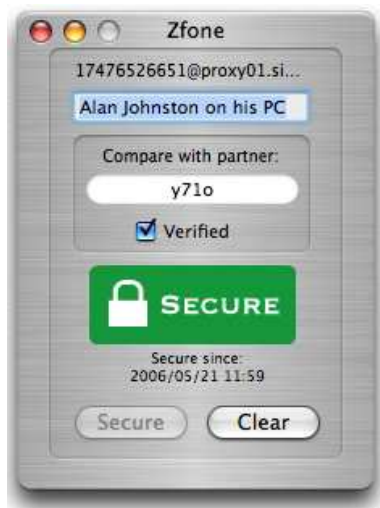 Zfone
17476526651@proxy01.si...
Alan Johnston on his PC
Compare with partner:
y71o
Verified
SECURE
Secure since:
2006/05/21 11:59
Secure
Clear